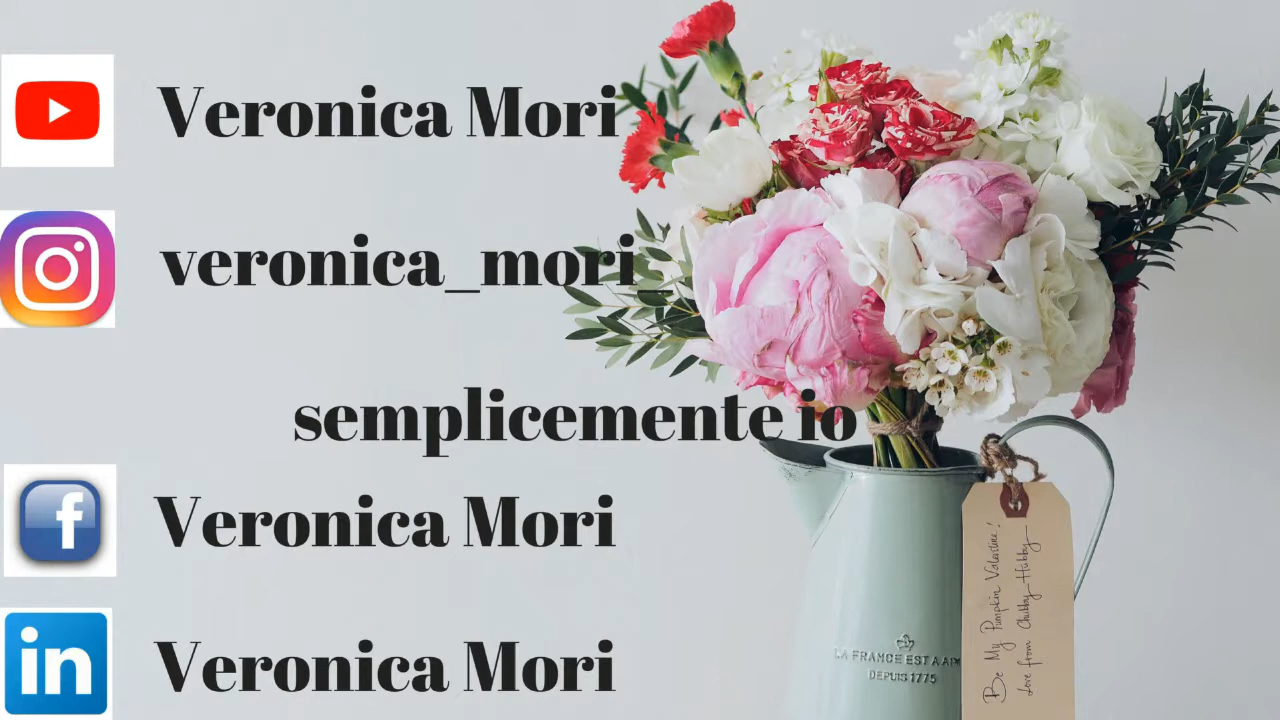 Veronica Mori
veronica_mori_
semplicemente io
Veronica Mori
in
Veronica Mori
LA FRANCE EST A
DEPUIS 1775
Be My Pumpkin Valentine!
Love from Chubby Hubby